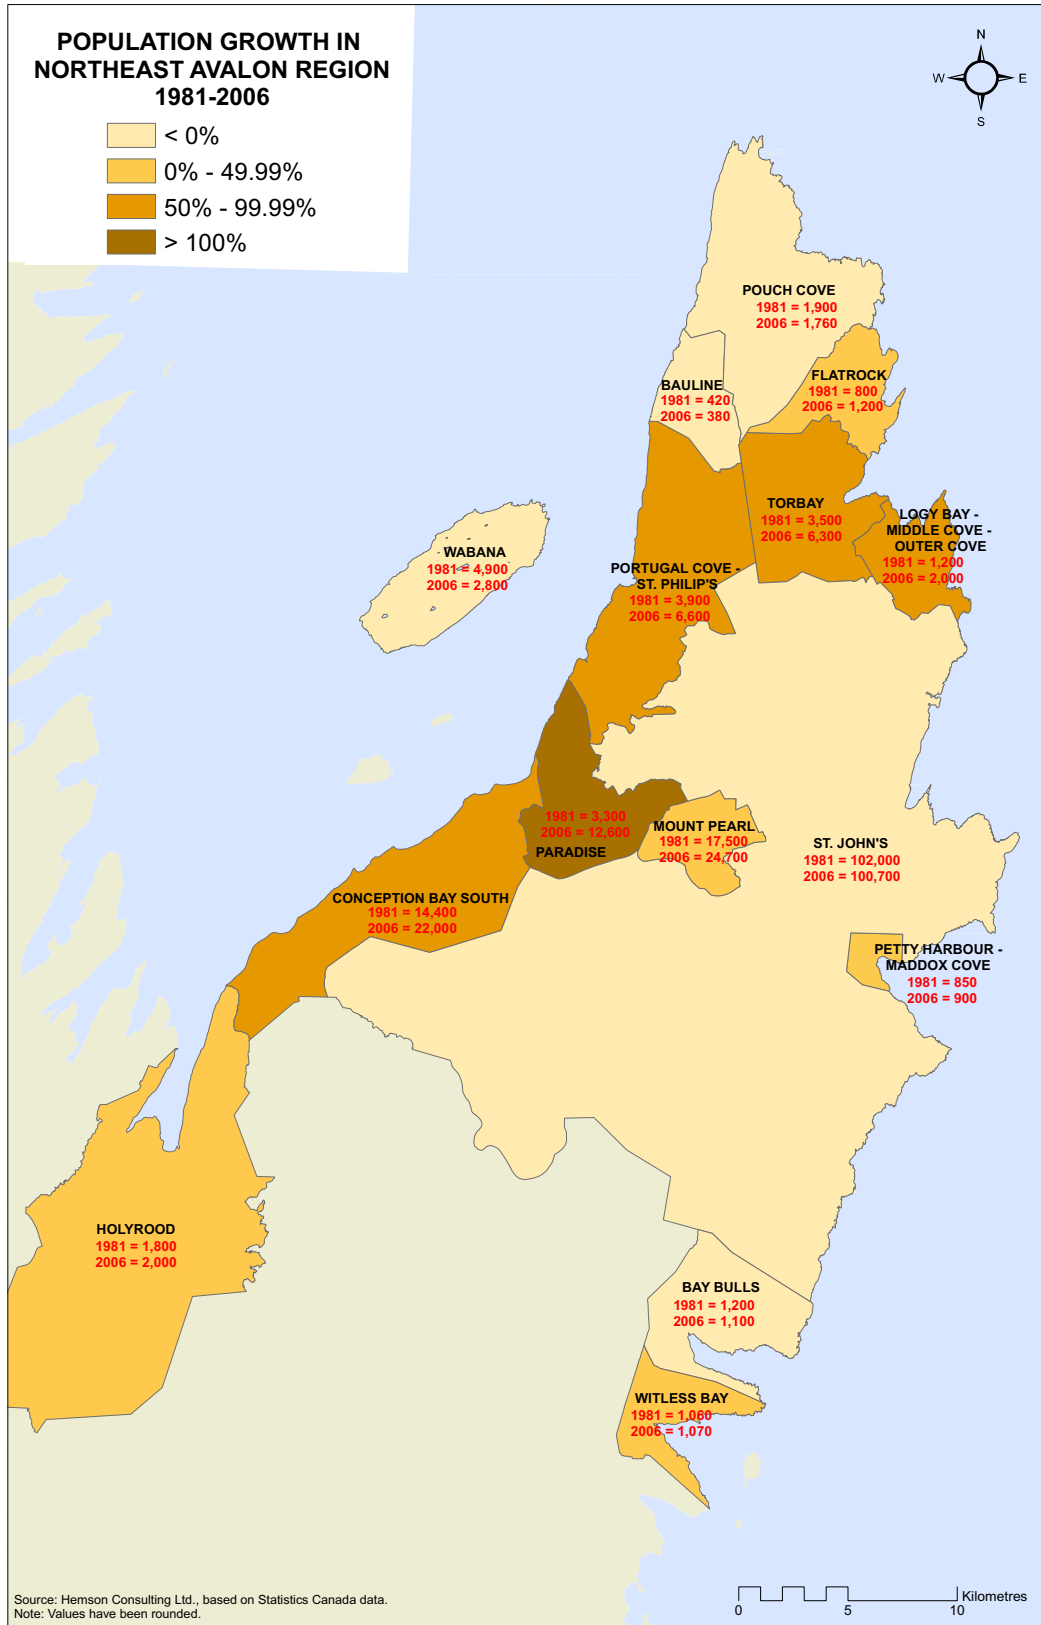 POPULATION GROWTH IN
NORTHEAST AVALON REGION
1981-2006
< 0%
0% - 49.99%
50% - 99.99%
> 100%
N
W
E
S
POUCH COVE
1981 = 1,900
2006 = 1,760
FLATROCK
1981 = 800
2006 = 1,200
BAULINE
1981 = 420
2006 = 380
TORBAY
1981 = 3,500
2006 = 6,300
LOGY BAY -
MIDDLE COVE -
OUTER COVE
1981 = 1,200
2006 = 2,000
WABANA
1981 = 4,900
2006 = 2,800
PORTUGAL COVE -
ST. PHILIP'S
1981 = 3,900
2006 = 6,600
1981 = 3,300
2006 = 12,600
PARADISE
MOUNT PEARL
1981 = 17,500
2006 = 24,700
ST. JOHN'S
1981 = 102,000
2006 = 100,700
CONCEPTION BAY SOUTH
1981 = 14,400
2006 = 22,000
PETTY HARBOUR -
MADDOX COVE
1981 = 850
2006 = 900
HOLYROOD
1981 = 1,800
2006 = 2,000
BAY BULLS
1981 = 1,200
2006 = 1,100
WITLESS BAY
1981 = 1,060
2006 = 1,070
Source: Hemson Consulting Ltd., based on Statistics Canada data.
Note: Values have been rounded.
Kilometres
0 5 10